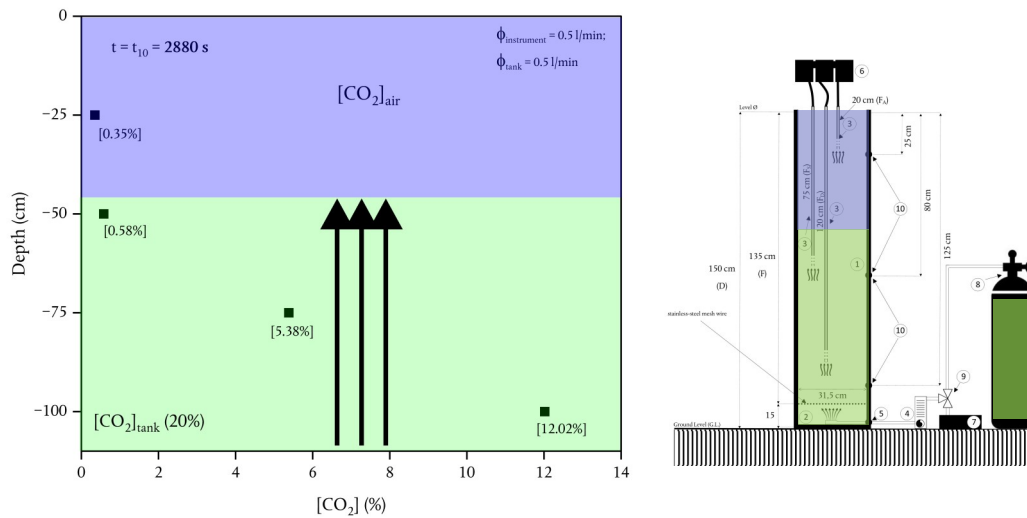 0
−25
−50
−75
−100
Depth (cm)
t = t10 = 2880 s
ϕinstrument = 0.5 l/min;
ϕtank = 0.5 l/min
[CO2]air
[0.35%]
[0.58%]
[5.38%]
[12.02%]
[CO2]tank (20%)
0 2 4 6 8 10 12 14
[CO2] (%)
6
20 cm (FA)
Level Ø
3
25 cm
75 cm (F
120 cm (F
3
10
80 cm
3
1
135 cm
(F)
125 cm
150 cm
(D)
8
stainless-steel mesh wire
10
9
31,5 cm
15
2
5
4
7
Ground Level (G.L.)